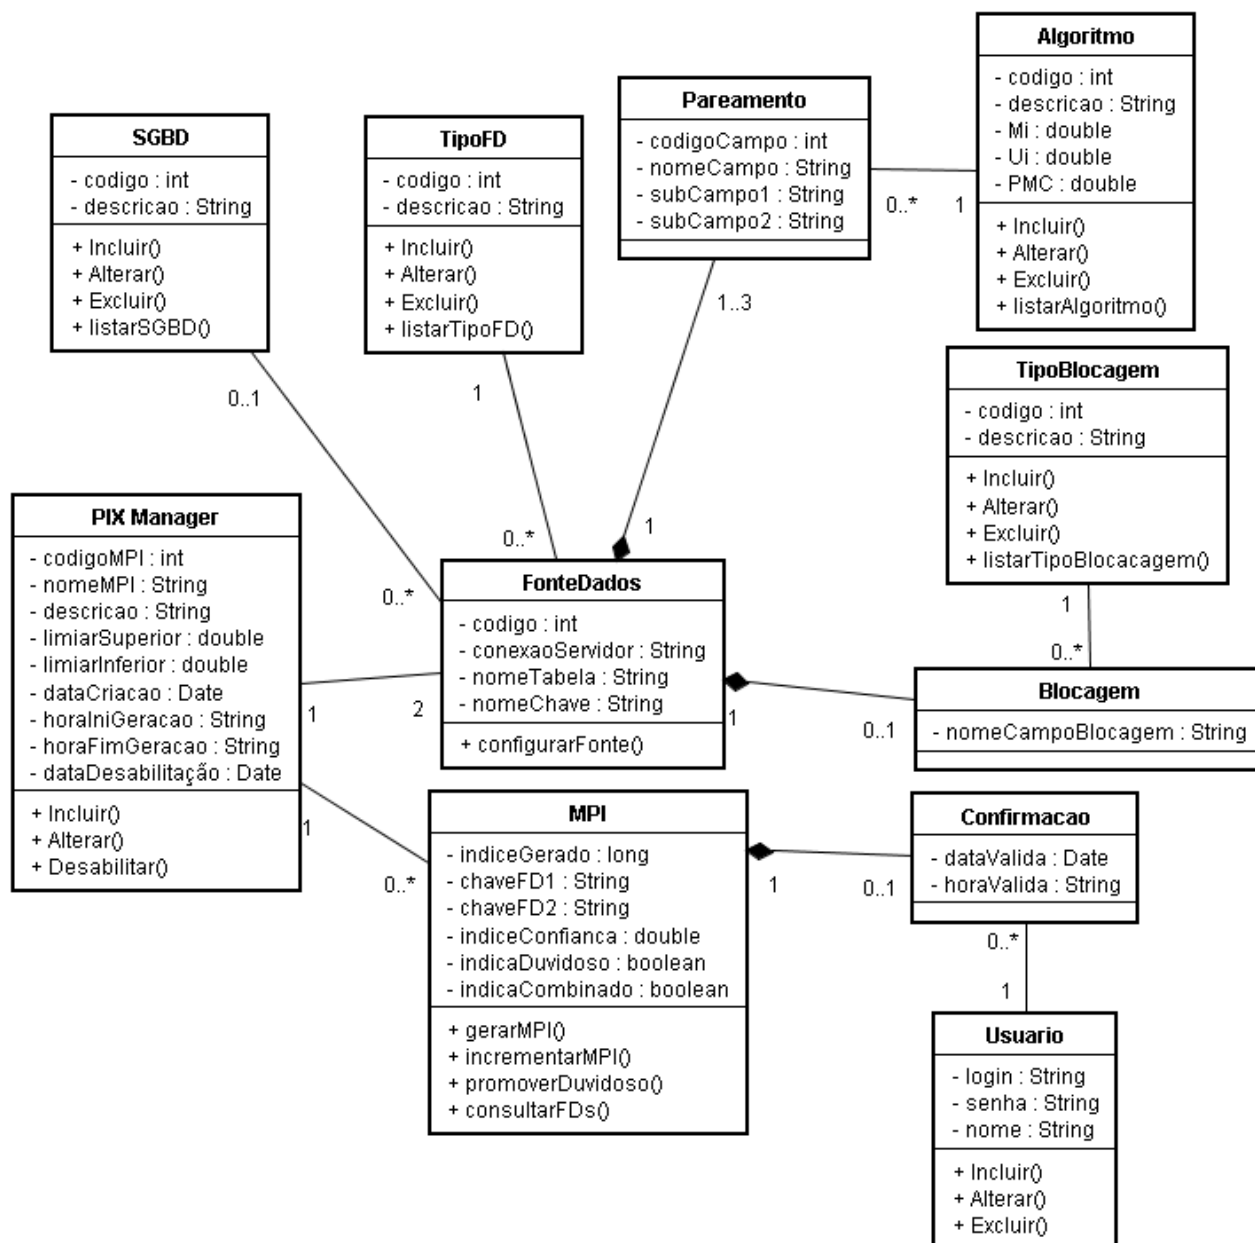 Algoritmo
- codigo : int
- descricao : String
- Mi : double
- Ui : double
- PMC : double
+ Incluir()
+ Alterar()
+ Excluir()
+ listarAlgoritmo()
Pareamento
- codigoCampo : int
- nomeCampo : String
- subCampo1 : String
- subCampo2 : String
0..*
1
SGBD
- codigo : int
- descricao : String
+ Incluir()
+ Alterar()
+ Excluir()
+ listarSGBD()
TipoFD
- codigo : int
- descricao : String
+ Incluir()
+ Alterar()
+ Excluir()
+ listarTipoFD()
1..3
0..1
1
TipoBlocagem
- codigo : int
- descricao : String
+ Incluir()
+ Alterar()
+ Excluir()
+ listarTipoBlocacagem()
PIX Manager
- codigoMPI : int
- nomeMPI : String
- descricao : String
- limiarSuperior : double
- limiarInferior : double
- dataCriacao : Date
- horaIniGeracao : String
- horaFimGeracao : String
- dataDesabilitação : Date
+ Incluir()
+ Alterar()
+ Desabilitar()
0..*
0..*
1
FonteDados
- codigo : int
- conexaoServidor : String
- nomeTabela : String
- nomeChave : String
+ configurarFonte()
1
0..*
1
2
1
0..1
Blocagem
- nomeCampoBlocagem : String
1
0..*
MPI
- indiceGerado : long
- chaveFD1 : String
- chaveFD2 : String
- indiceConfianca : double
- indicaDuvidoso : boolean
- indicaCombinado : boolean
+ gerarMPI()
+ incrementarMPI()
+ promoverDuvidoso()
+ consultarFDs()
1
0..1
Confirmacao
- dataValida : Date
- horaValida : String
0..*
1
Usuario
- login : String
- senha : String
- nome : String
+ Incluir()
+ Alterar()
+ Excluir()